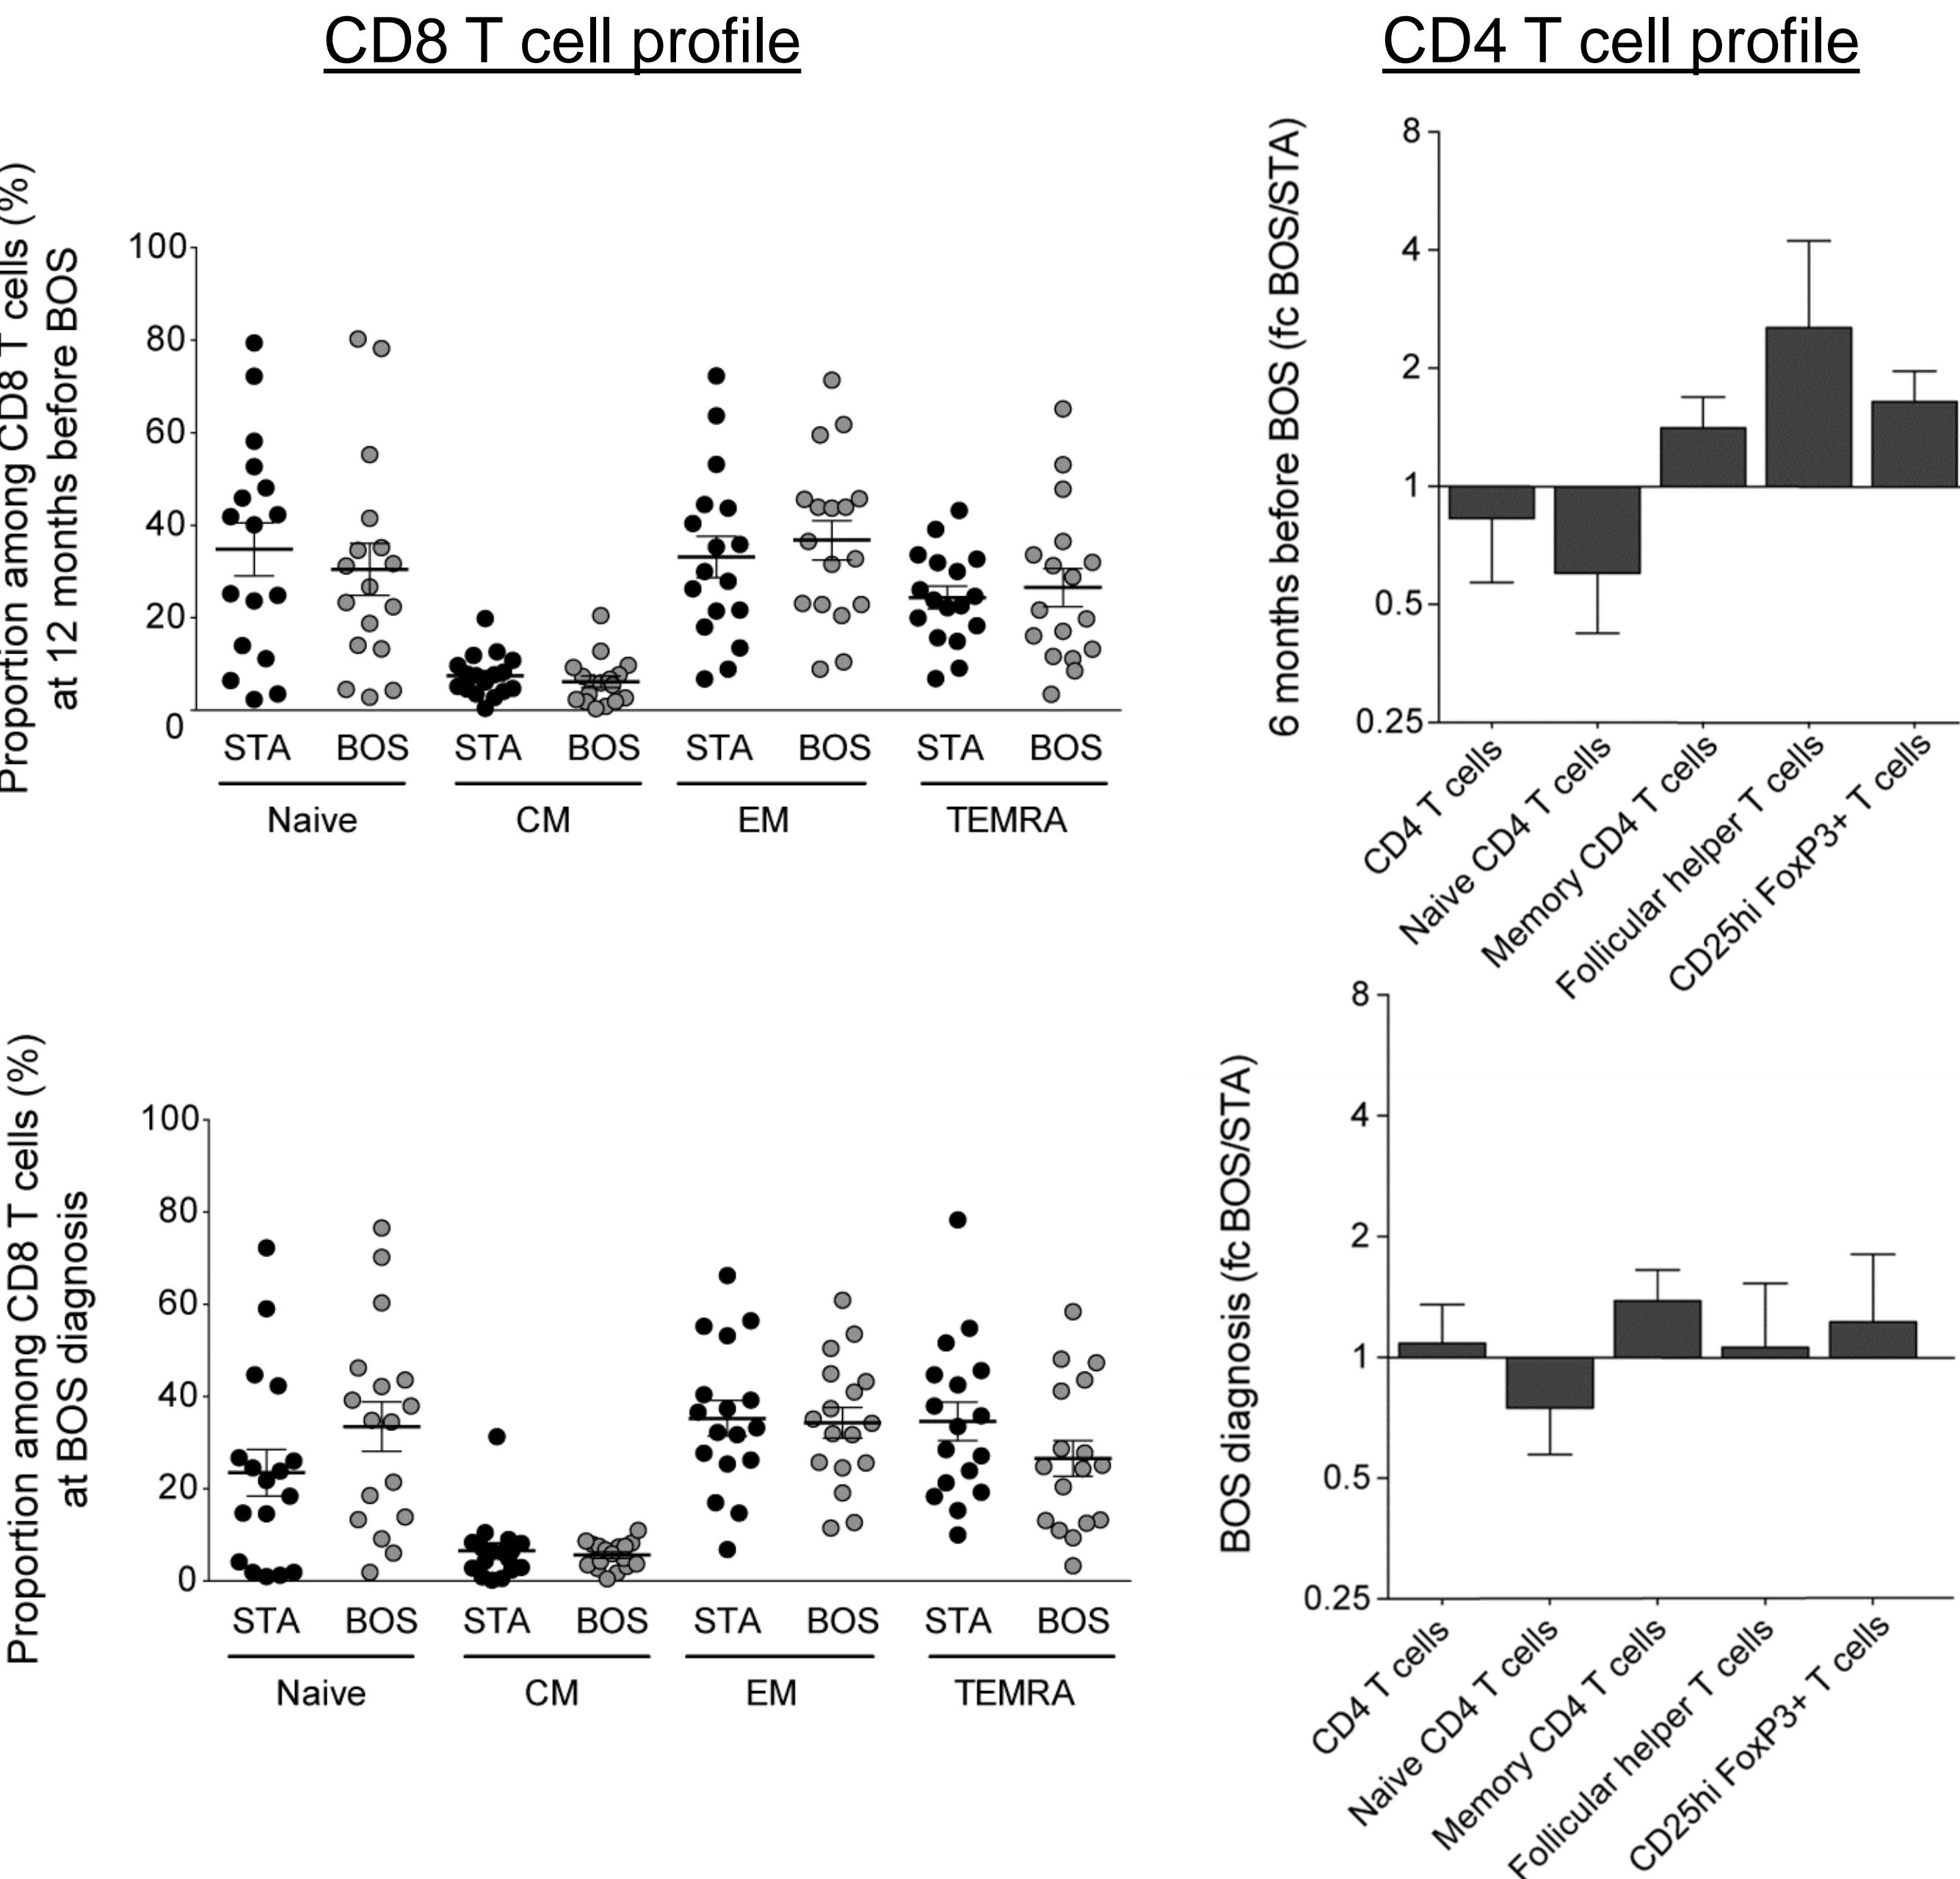 CD8 T cell profile
CD4 T cell profile
Proportion among CD8 T cells (%)
at 12 months before BOS
100
80
60
40
20
0
STA BOS STA BOS STA BOS STA BOS
Naive CM EM TEMRA
6 months before BOS (fc BOS/STA)
8
4
2
1
0.5
0.25
CD4 T cells
Naive CD4 T cells
Memory CD4 T cells
Follicular helper T cells
CD25hi FoxP3+ T cells
Proportion among CD8 T cells (%)
at BOS diagnosis
100
80
60
40
20
0
STA BOS STA BOS STA BOS STA BOS
Naive CM EM TEMRA
BOS diagnosis (fc BOS/STA)
8
4
2
1
0.5
0.25
CD4 T cells
Naive CD4 T cells
Memory CD4 T cells
Follicular helper T cells
CD25hi FoxP3+ T cells